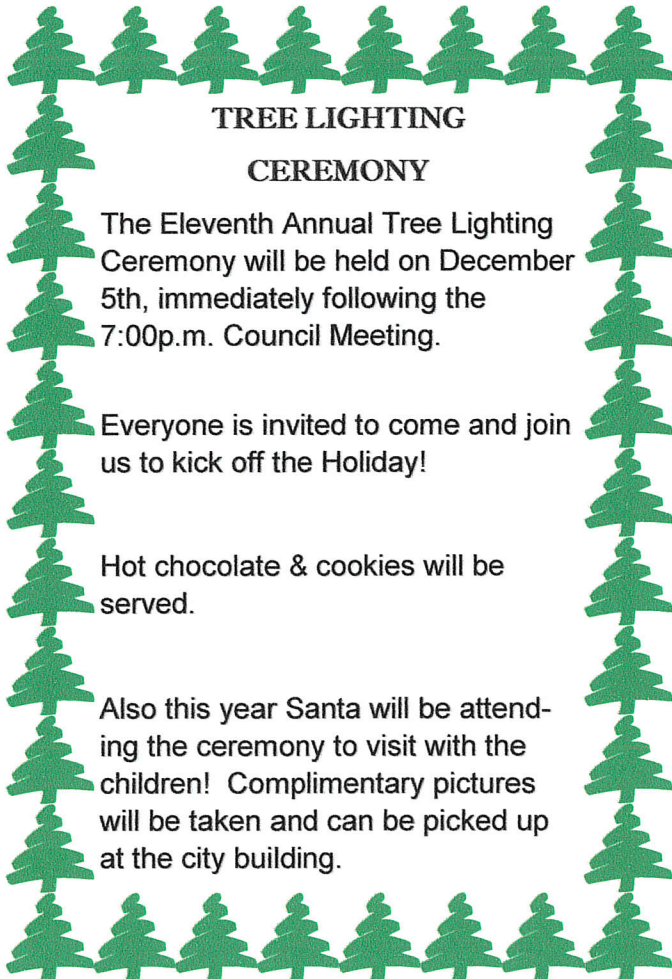 TREE LIGHTING
CEREMONY
The Eleventh Annual Tree Lighting
Ceremony will be held on December
5th, immediately following the
7:00p.m. Council Meeting.
Everyone is invited to come and join
us to kick off the Holiday!
Hot chocolate & cookies will be
served.
Also this year Santa will be attend-
ing the ceremony to visit with the
children!  Complimentary pictures
will be taken and can be picked up
at the city building.